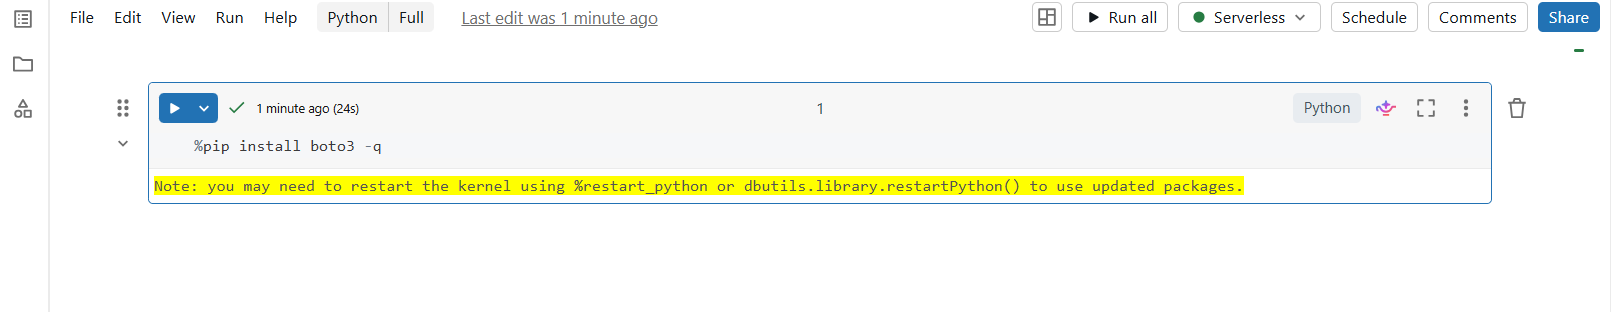 File Edit View Run Help Python Full Last edit was 1 minute ago Run all Serverless Schedule Comments Share
1 minute ago (24s) 1 Python
%pip install boto3 -q
Note: you may need to restart the kernel using %restart_python or dbutils.library.restartPython() to use updated packages.